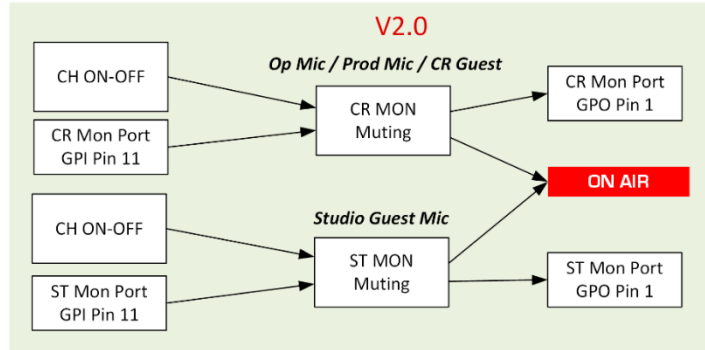 V2.0
Op Mic / Prod Mic / CR Guest
CH ON-OFF
CR MON
Muting
CR Mon Port
GPO Pin 1
CR Mon Port
GPI Pin 11
ON AIR
CH ON-OFF
Studio Guest Mic
ST MON
Muting
ST Mon Port
GPO Pin 1
ST Mon Port
GPI Pin 11